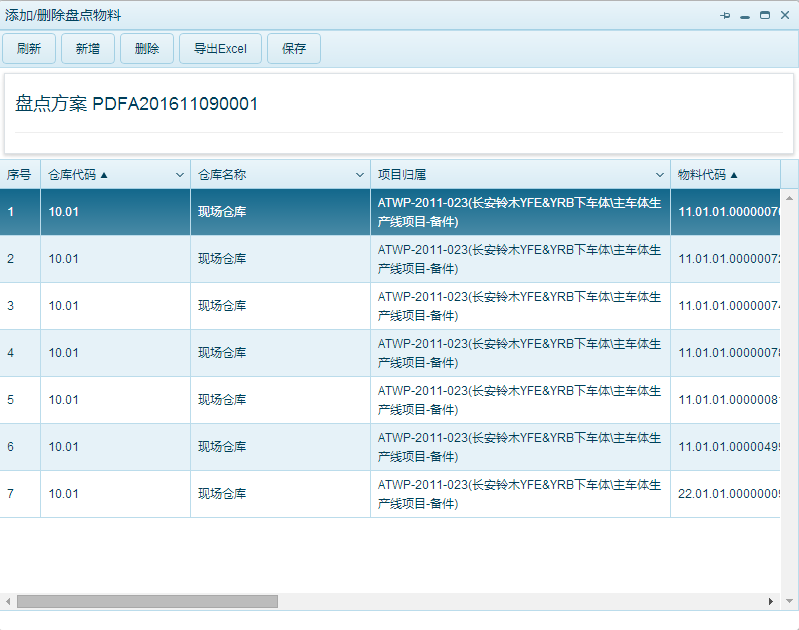 添加/删除盘点物料
刷新 新增 删除 导出Excel 保存
盘点方案 PDFA201611090001
序号 仓库代码 仓库名称 项目归属 物料代码
1 10.01 现场仓库 ATWP-2011-023(长安铃木YFE&YRB下车体\主车体生
产线项目-备件) 11.01.01.0000007
2 10.01 现场仓库 ATWP-2011-023(长安铃木YFE&YRB下车体\主车体生
产线项目-备件) 11.01.01.0000007
3 10.01 现场仓库 ATWP-2011-023(长安铃木YFE&YRB下车体\主车体生
产线项目-备件) 11.01.01.0000007
4 10.01 现场仓库 ATWP-2011-023(长安铃木YFE&YRB下车体\主车体生
产线项目-备件) 11.01.01.0000007
5 10.01 现场仓库 ATWP-2011-023(长安铃木YFE&YRB下车体\主车体生
产线项目-备件) 11.01.01.0000008
6 10.01 现场仓库 ATWP-2011-023(长安铃木YFE&YRB下车体\主车体生
产线项目-备件) 11.01.01.0000049
7 10.01 现场仓库 ATWP-2011-023(长安铃木YFE&YRB下车体\主车体生
产线项目-备件) 22.01.01.0000000